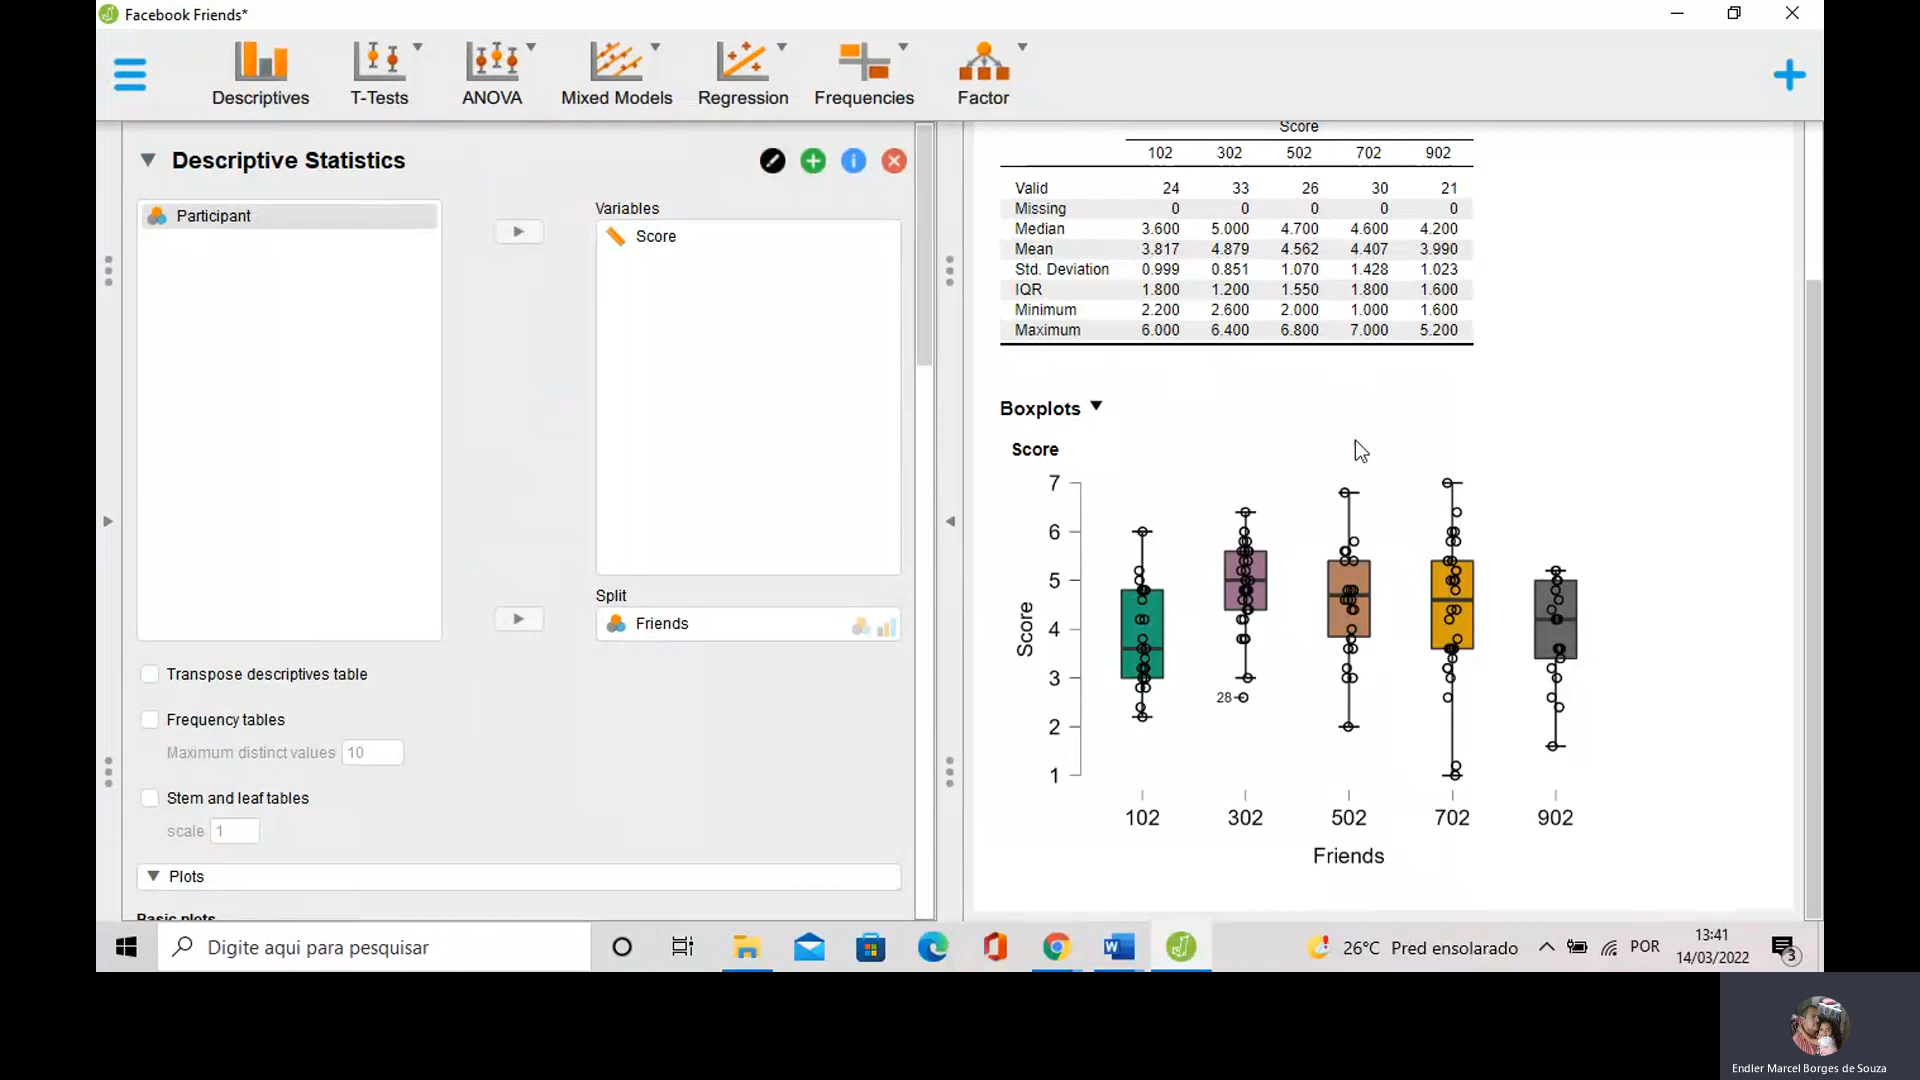 Facebook Friends*
Descriptives
T-Tests
ANOVA
Mixed Models
Regression
Frequencies
Factor
Descriptive Statistics
Participant
Variables
Score
Split
Friends
Transpose descriptives table
Frequency tables
Maximum distinct values 10
Stem and leaf tables
scale 1
Plots
Basic plots
Score
102 302 502 702 902
Valid 24 33 26 30 21
Missing 0 0 0 0 0
Median 3.600 5.000 4.700 4.600 4.200
Mean 3.817 4.879 4.562 4.407 3.990
Std. Deviation 0.999 0.851 1.070 1.428 1.023
IQR 1.800 1.200 1.550 1.800 1.600
Minimum 2.200 2.600 2.000 1.000 1.600
Maximum 6.000 6.400 6.800 7.000 5.200
Boxplots
Score
7
6
5
4
3
2
1
Score
28
102 302 502 702 902
Friends
Digite aqui para pesquisar
26°C Pred ensolarado
POR
13:41
14/03/2022
3
Endler Marcel Borges de Souza